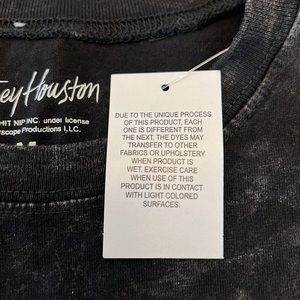 ey Houston
HIT NIP INC. under license
scope Productions LLC.
DUE TO THE UNIQUE PROCESS
OF THIS PRODUCT, EACH
ONE IS DIFFERENT FROM
THE NEXT. THE DYES MAY
TRANSFER TO OTHER
FABRICS OR UPHOLSTERY
WHEN PRODUCT IS
WET. EXERCISE CARE
WHEN USE OF THIS
PRODUCT IS IN CONTACT
WITH LIGHT COLORED
SURFACES.